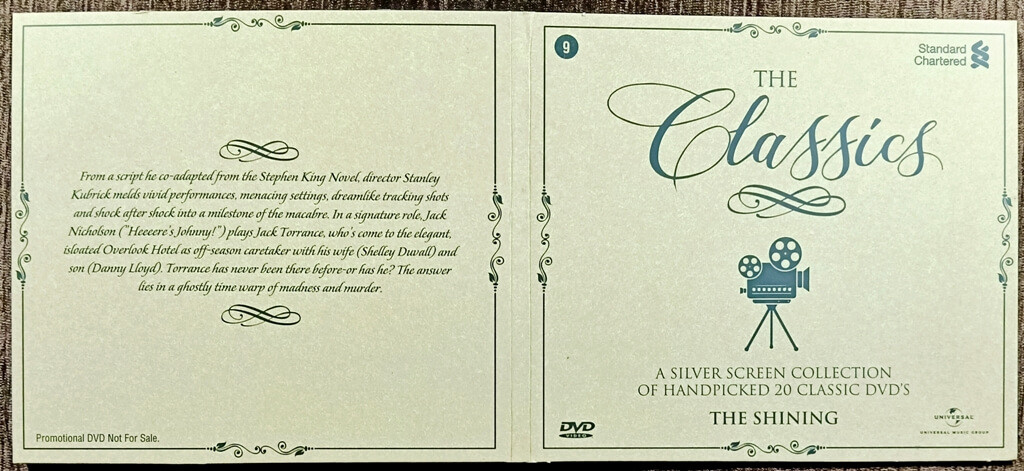 From a script he co-adapted from the Stephen King Novel, director Stanley
Kubrick melds vivid performances, menacing settings, dreamlike tracking shots
and shock after shock into a milestone of the macabre. In a signature role, Jack
Nicholson ("Heeeere's Johnny!") plays Jack Torrance, who's come to the elegant,
isloated Overlook Hotel as off-season caretaker with his wife (Shelley Duvall) and
son (Danny Lloyd). Torrance has never been there before-or has he? The answer
lies in a ghostly time warp of madness and murder.
Promotional DVD Not For Sale.
9
Standard
Chartered
THE
Classics
A SILVER SCREEN COLLECTION
OF HANDPICKED 20 CLASSIC DVD'S
THE SHINING
DVD
VIDEO
UNIVERSAL
UNIVERSAL MUSIC GROUP